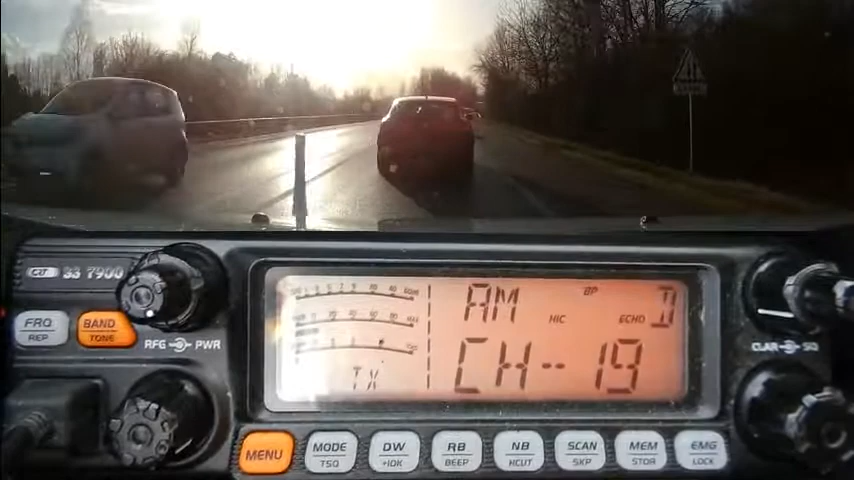 CRT SS 7900
FRQ
REP
BAND
TONE
RFG PWR
AM HIC BP ECHO D
CH--19
TX
CLAR SQ
MENU
MODE
TSQ
DW
+10K
RB
BEEP
NB
HCUT
SCAN
SKP
MEM
STOR
EMG
LOCK